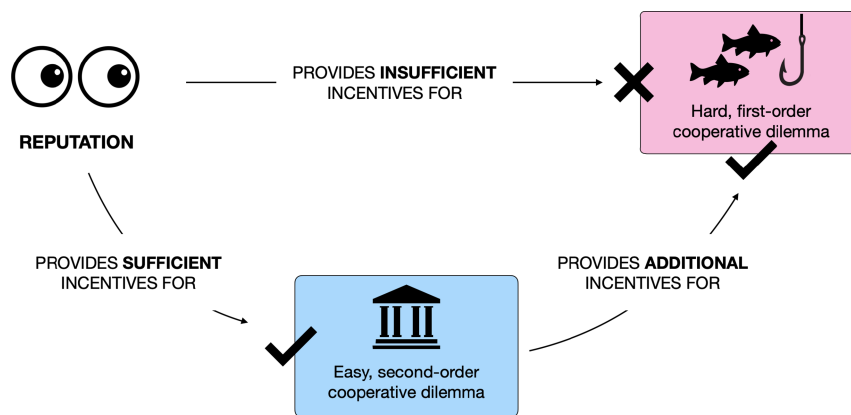 PROVIDES INSUFFICIENT
INCENTIVES FOR
Hard, first-order
cooperative dilemma
REPUTATION
PROVIDES SUFFICIENT
INCENTIVES FOR
PROVIDES ADDITIONAL
INCENTIVES FOR
Easy, second-order
cooperative dilemma